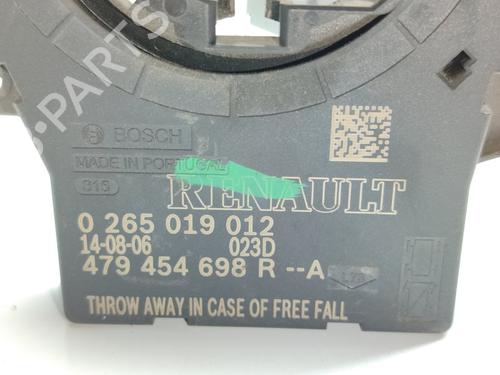 BOSCH
MADE IN PORTUGAL
315
RENAULT
0 265 019 012
14-08-06 023D
479 454 698 R --A
THROW AWAY IN CASE OF FREE FALL